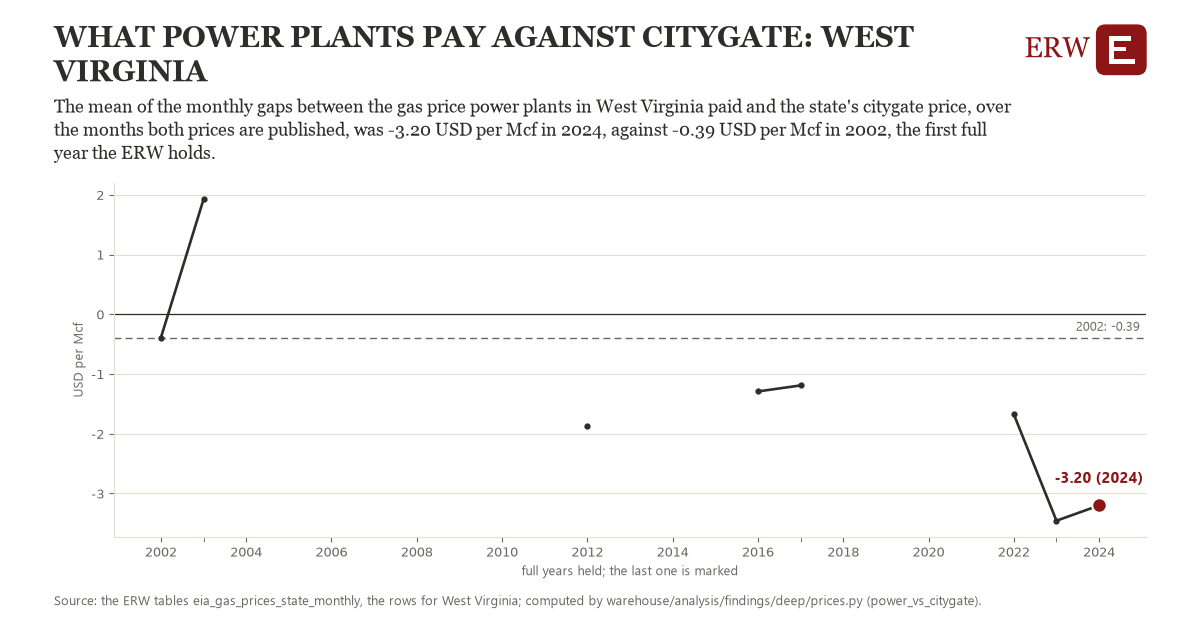 WHAT POWER PLANTS PAY AGAINST CITYGATE: WEST
VIRGINIA
ERW E
The mean of the monthly gaps between the gas price power plants in West Virginia paid and the state's citygate price, over
the months both prices are published, was -3.20 USD per Mcf in 2024, against -0.39 USD per Mcf in 2002, the first full
year the ERW holds.
USD per Mcf
2
1
0
-1
-2
-3
2002: -0.39
-3.20 (2024)
2002 2004 2006 2008 2010 2012 2014 2016 2018 2020 2022 2024
full years held; the last one is marked
Source: the ERW tables eia_gas_prices_state_monthly, the rows for West Virginia; computed by warehouse/analysis/findings/deep/prices.py (power_vs_citygate).